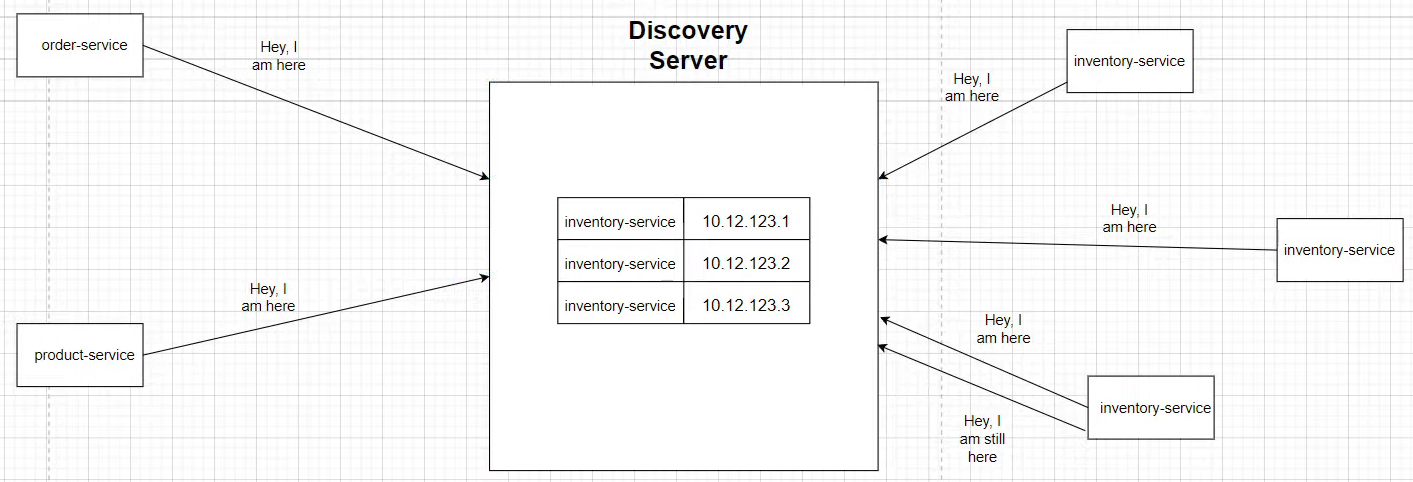 Discovery
Server
order-service
Hey, I
am here
inventory-service
Hey, I
am here
inventory-service 10.12.123.1
inventory-service 10.12.123.2
inventory-service 10.12.123.3
Hey, I
am here
inventory-service
Hey, I
am here
product-service
Hey, I
am here
inventory-service
Hey, I
am still
here